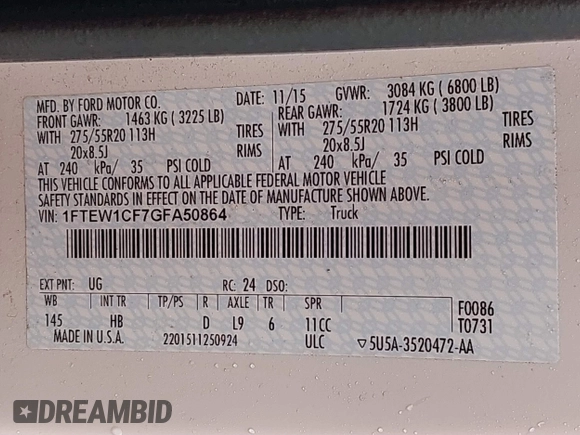 MFD. BY FORD MOTOR CO. DATE: 11/15 GVWR: 3084 KG ( 6800 LB)
FRONT GAWR: 1463 KG ( 3225 LB) REAR GAWR: 1724 KG ( 3800 LB)
WITH 275/55R20 113H TIRES WITH 275/55R20 113H TIRES
20x8.5J RIMS 20x8.5J RIMS
AT 240 kPa/ 35 PSI COLD AT 240 kPa/ 35 PSI COLD
THIS VEHICLE CONFORMS TO ALL APPLICABLE FEDERAL MOTOR VEHICLE
SAFETY STANDARDS IN EFFECT ON THE DATE OF MANUFACTURE SHOWN ABOVE.
VIN: 1FTEW1CF7GFA50864 TYPE: Truck
EXT PNT: UG RC: 24 DSO:
WB INT TR TP/PS R AXLE TR SPR F0086
145 HB - D L9 6 11CC T0731
MADE IN U.S.A. 2201511250924 ULC ▽5U5A-3520472-AA
DREAMBID